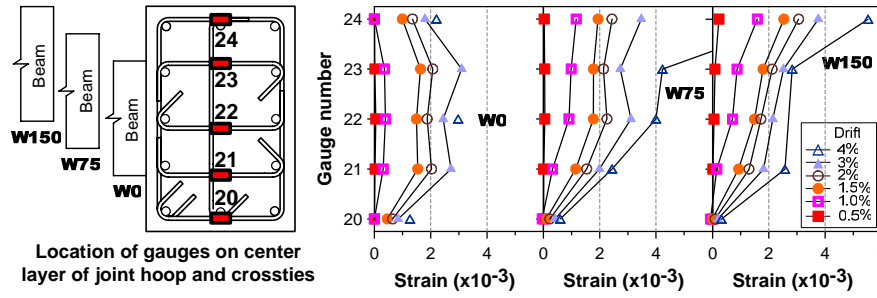 Beam
W150
Beam
W75
Beam
W0
24
23
22
21
20
Location of gauges on center
layer of joint hoop and crossties
Gauge number
24
23
22
21
20
W0
0 2 4
Strain (x10-3)
W75
0 2 4
Strain (x10-3)
W150
0 2 4
Strain (x10-3)
Drift
4%
3%
2%
1.5%
1.0%
0.5%